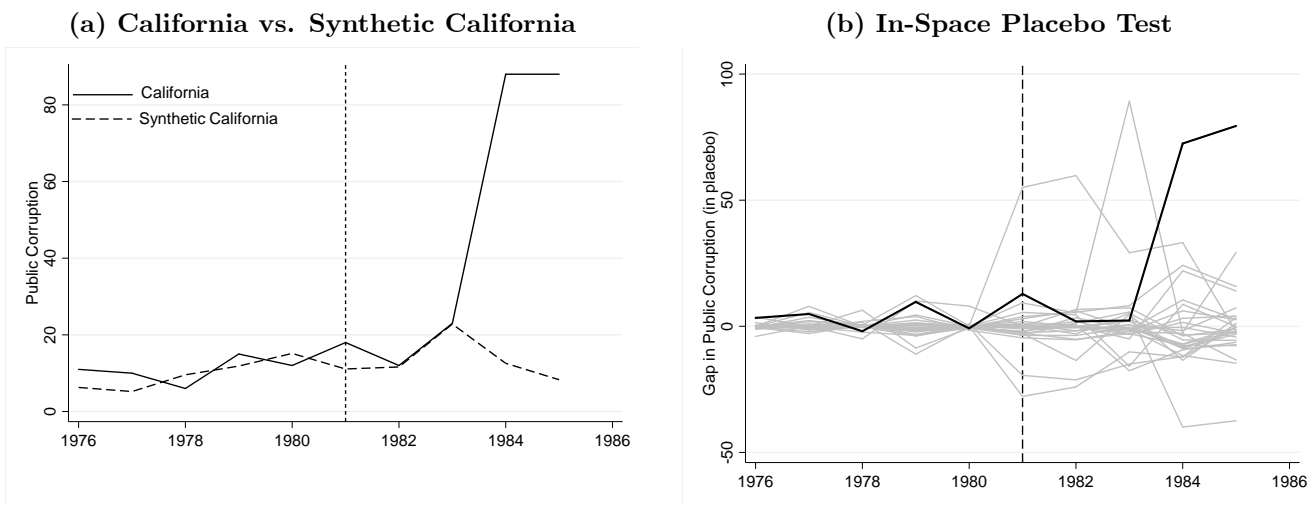 (a) California vs. Synthetic California
California
Synthetic California
Public Corruption
80
60
40
20
0
1976 1978 1980 1982 1984 1986
(b) In-Space Placebo Test
Gap in Public Corruption (in placebo)
100
50
0
-50
1976 1978 1980 1982 1984 1986